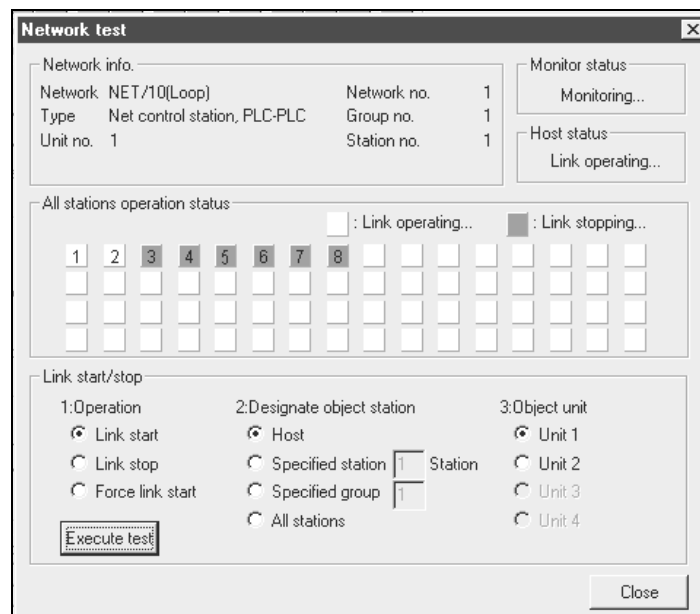 Network test
Network info.
Network NET/10(Loop) Network no. 1
Type Net control station, PLC-PLC Group no. 1
Unit no. 1 Station no. 1
Monitor status
Monitoring...
Host status
Link operating...
All stations operation status
: Link operating... : Link stopping...
1 2 3 4 5 6 7 8
Link start/stop
1:Operation 2:Designate object station 3:Object unit
Link start Host Unit 1
Link stop Specified station 1 Station Unit 2
Force link start Specified group 1 Unit 3
All stations Unit 4
Execute test
Close